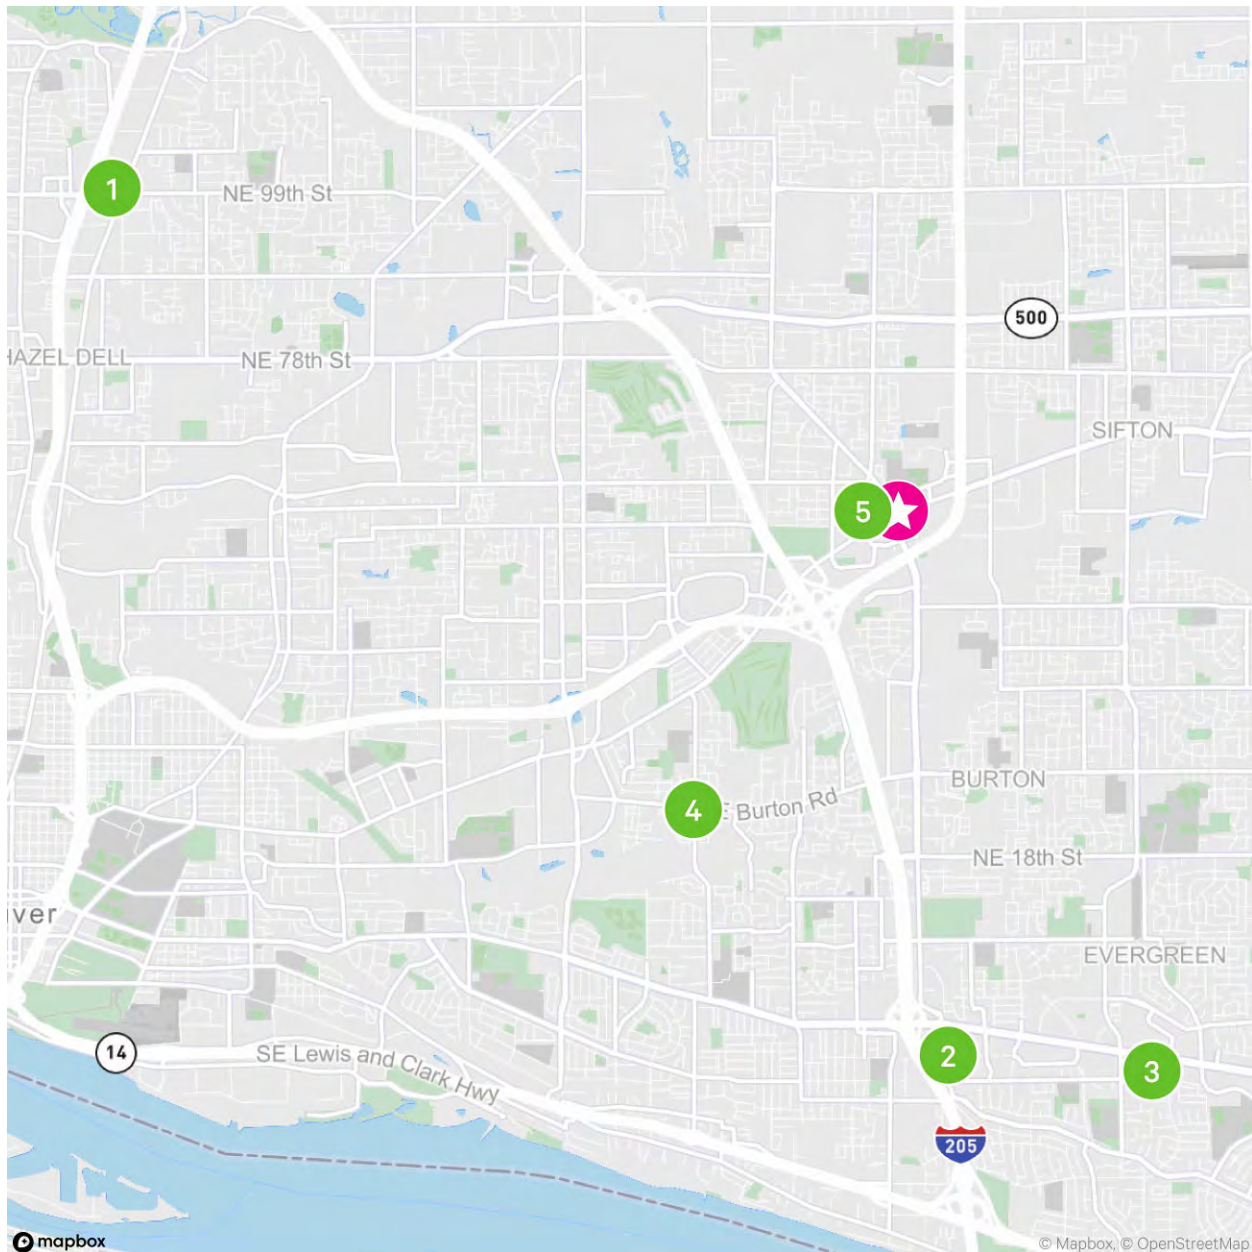 1
NE 99th St
500
HAZEL DELL
NE 78th St
SIFTON
5
BURTON
4
E Burton Rd
NE 18th St
ver
EVERGREEN
14
SE Lewis and Clark Hwy
2
3
205
mapbox
© Mapbox, © OpenStreetMap